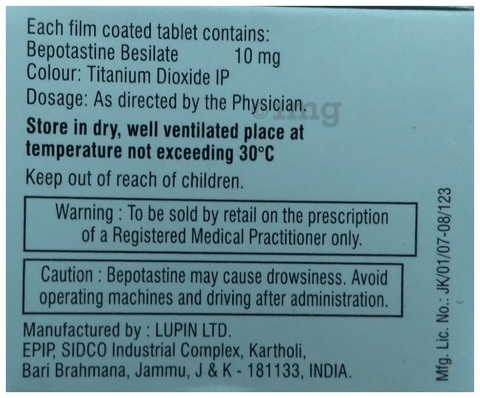 Each film coated tablet contains:
Bepotastine Besilate 10 mg
Colour: Titanium Dioxide IP
Dosage: As directed by the Physician.
Store in dry, well ventilated place at
temperature not exceeding 30°C
Keep out of reach of children.
Warning : To be sold by retail on the prescription
of a Registered Medical Practitioner only.
Caution : Bepotastine may cause drowsiness. Avoid
operating machines and driving after administration.
Manufactured by : LUPIN LTD.
EPIP, SIDCO Industrial Complex, Kartholi,
Bari Brahmana, Jammu, J & K - 181133, INDIA.
Mfg. Lic. No.: JK/01/07-08/123